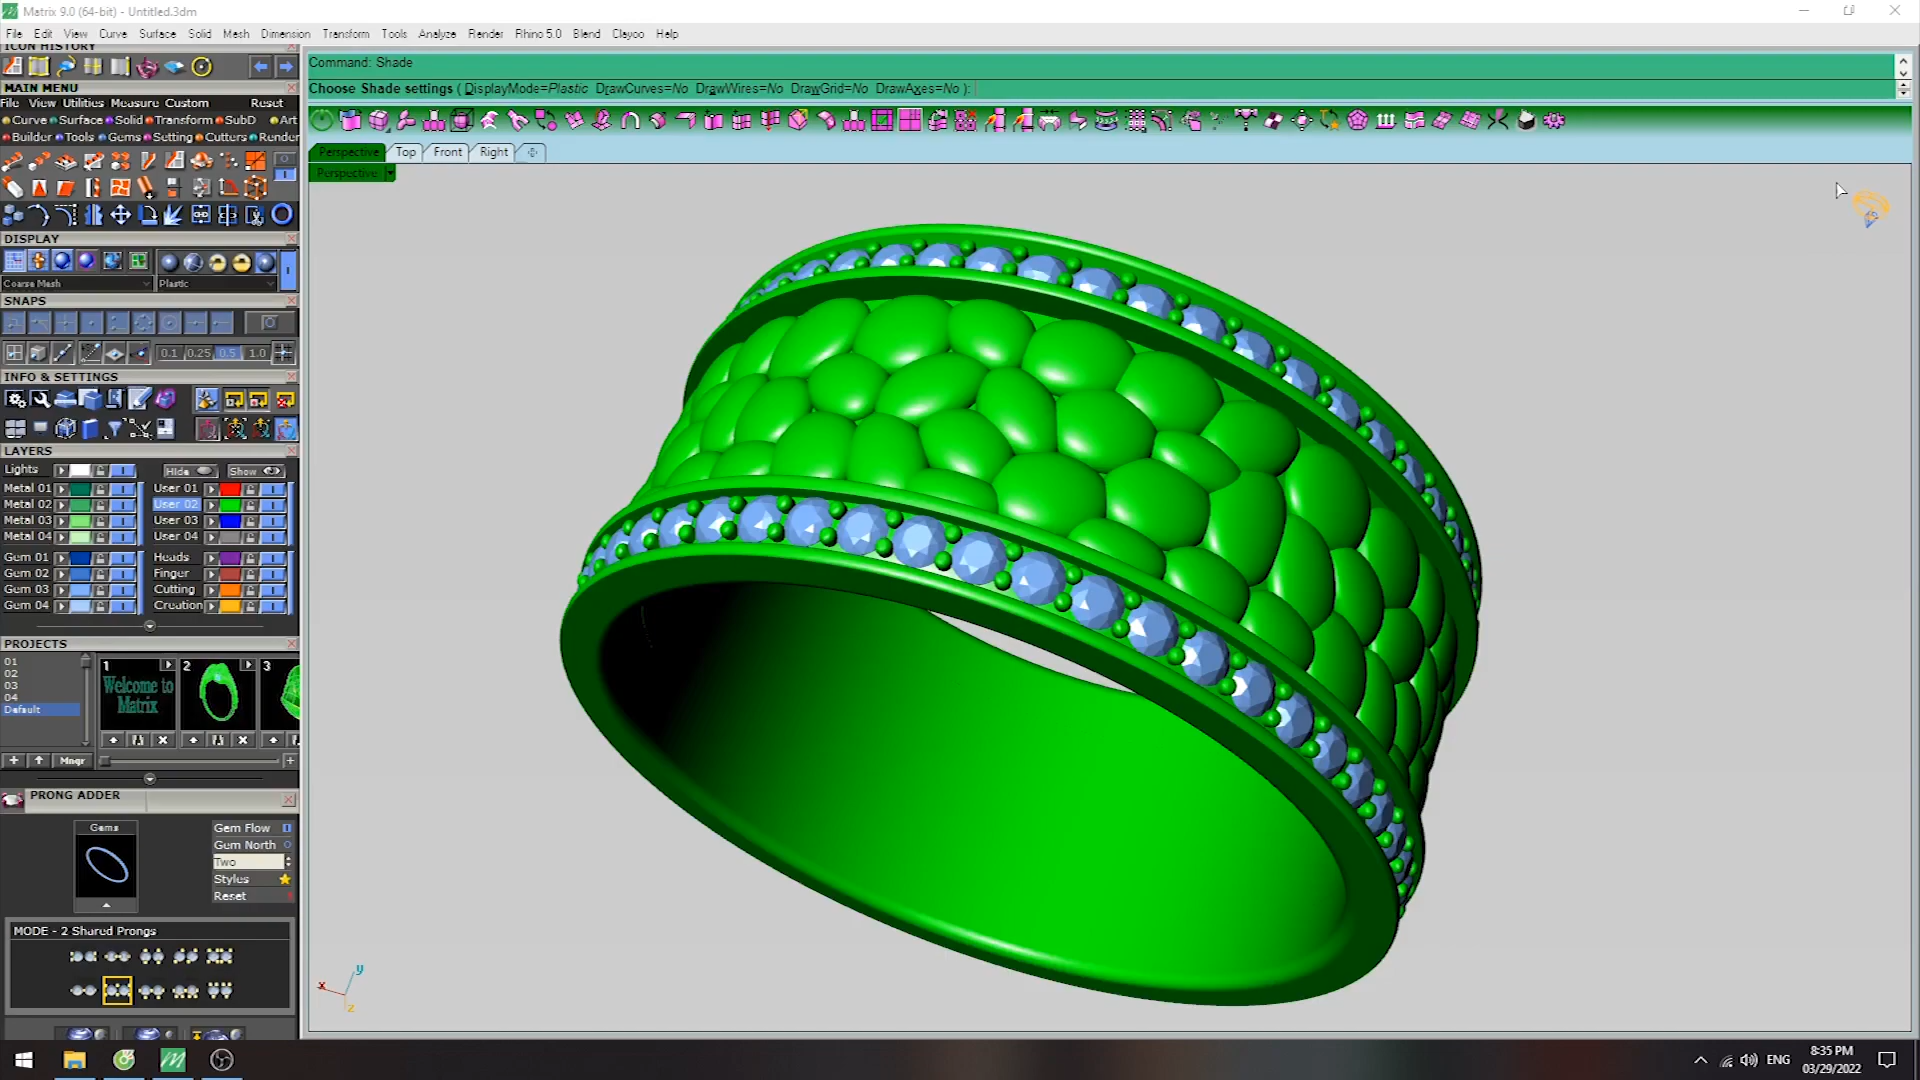 Matrix 9.0 (64-bit) - Untitled.3dm
File Edit View Curve Surface Solid Mesh Dimension Transform Tools Analyze Render Rhino 5.0 Blend Clayoo Help
ICON HISTORY
MAIN MENU
File View Utilities Measure Custom Reset
Curve Surface Solid Transform SubD Art
Builder Tools Gems Setting Cutters Render
DISPLAY
Coarse Mesh Plastic
SNAPS
0.1 0.25 0.5 1.0
INFO & SETTINGS
LAYERS
Lights Hide Show
Metal 01 User 01
Metal 02 User 02
Metal 03 User 03
Metal 04 User 04
Gem 01 Heads
Gem 02 Finger
Gem 03 Cutting
Gem 04 Creation
PROJECTS
01
02
03
04
Default
1 2 3
Welcome to
Matrix
Mngr
PRONG ADDER
Gems
Gem Flow
Gem North
Two
Styles
Reset
MODE - 2 Shared Prongs
Command: Shade
Choose Shade settings ( DisplayMode=Plastic DrawCurves=No DrawWires=No DrawGrid=No DrawAxes=No ):
Perspective Top Front Right
Perspective
y
x
z
ENG
8:35 PM
03/29/2022